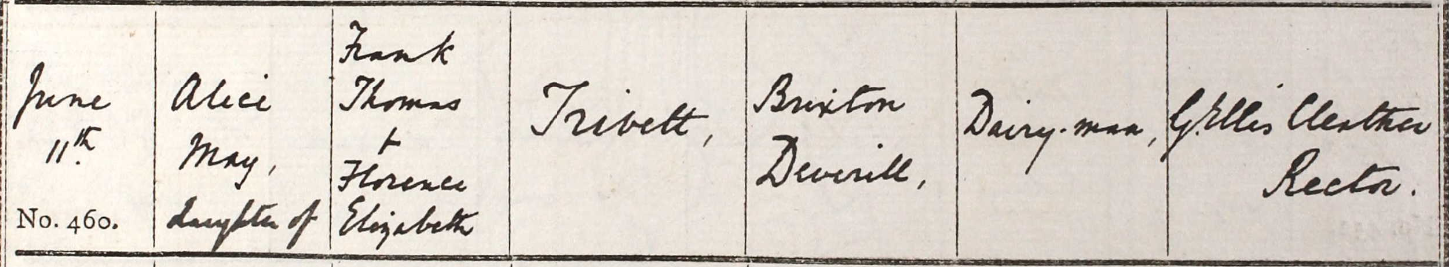 June
11th.
No. 460.
Alice
May,
daughter of
Frank
Thomas
+
Florence
Elizabeth
Trivett,
Brixton
Deverill,
Dairy-man,
G. Ellis Cleather
Rector.